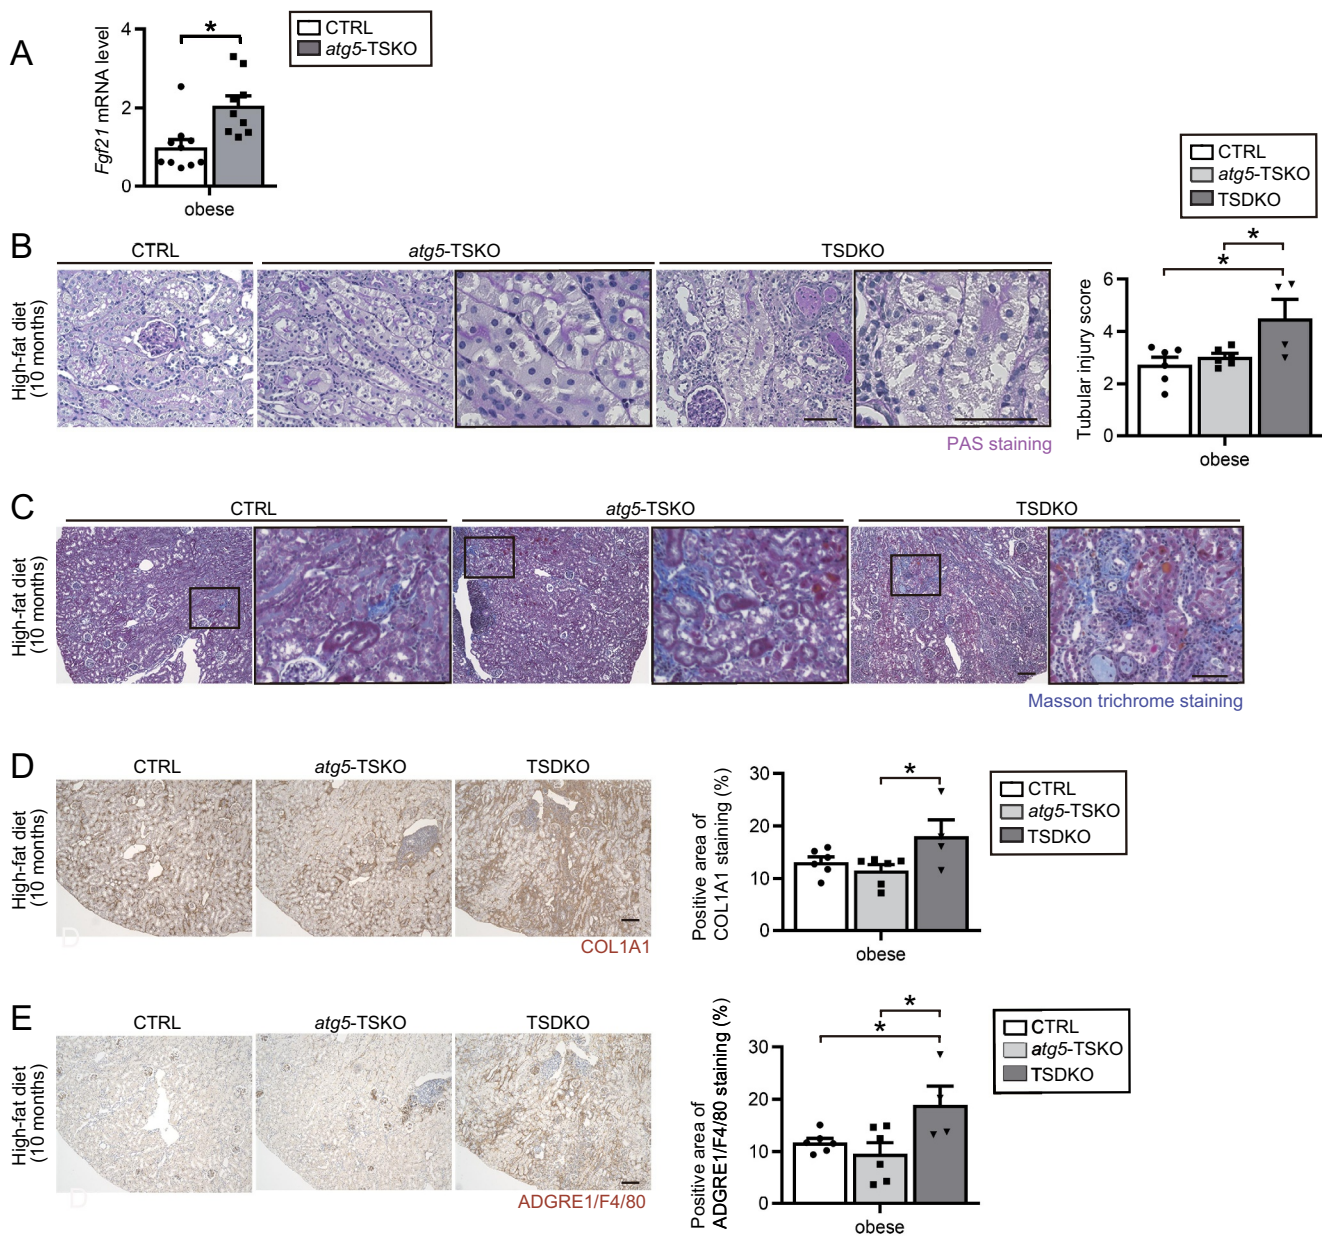 A
Fgf21 mRNA level
4
2
0
*
obese
CTRL
atg5-TSKO
CTRL
atg5-TSKO
TSDKO
B
CTRL
atg5-TSKO
TSDKO
High-fat diet
(10 months)
PAS staining
Tubular injury score
6
4
2
0
*
*
obese
C
CTRL
atg5-TSKO
TSDKO
High-fat diet
(10 months)
Masson trichrome staining
D
CTRL
atg5-TSKO
TSDKO
High-fat diet
(10 months)
D
COL1A1
Positive area of
COL1A1 staining (%)
30
20
10
0
*
obese
CTRL
atg5-TSKO
TSDKO
E
CTRL
atg5-TSKO
TSDKO
High-fat diet
(10 months)
D
ADGRE1/F4/80
Positive area of
ADGRE1/F4/80 staining (%)
30
20
10
0
*
*
obese
CTRL
atg5-TSKO
TSDKO